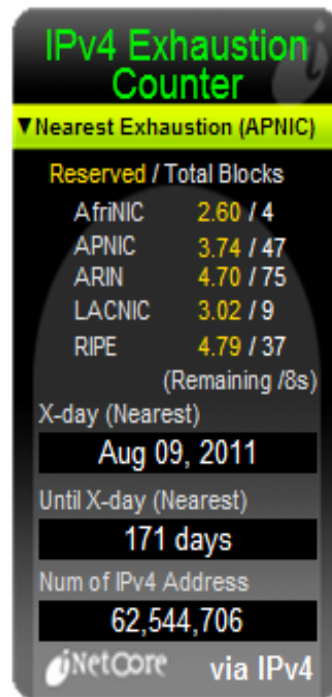 IPv4 Exhaustion
Counter
▼Nearest Exhaustion (APNIC)
Reserved / Total Blocks
AfriNIC 2.60 / 4
APNIC 3.74 / 47
ARIN 4.70 / 75
LACNIC 3.02 / 9
RIPE 4.79 / 37
(Remaining /8s)
X-day (Nearest)
Aug 09, 2011
Until X-day (Nearest)
171 days
Num of IPv4 Address
62,544,706
iNetCore via IPv4